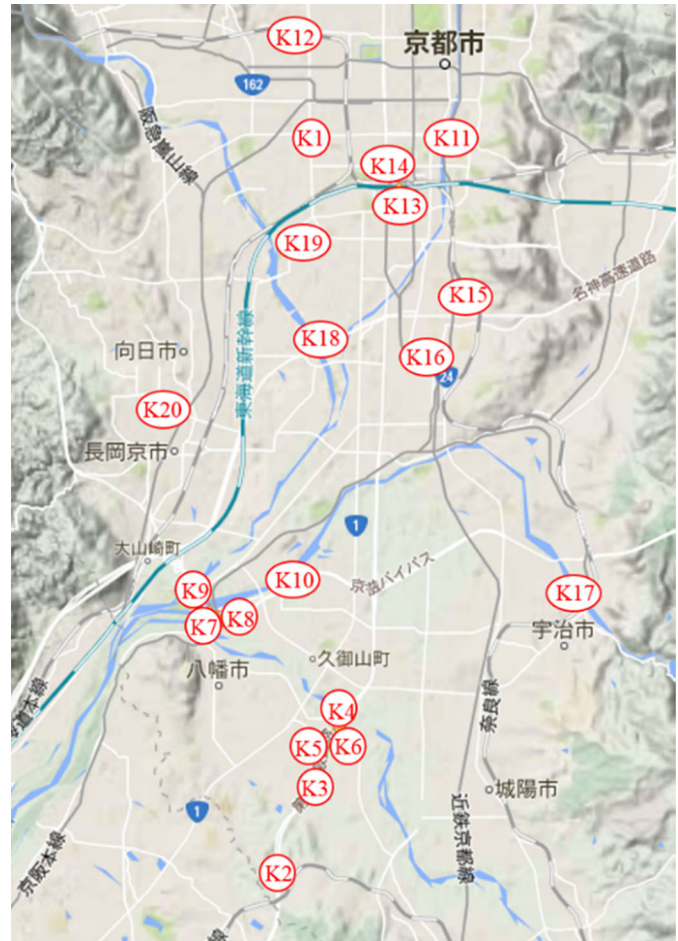 K12
京都市
162
阪急嵐山線
K1
K11
K14
K13
K19
K15
名神高速道路
K18
東海道新幹線
向日市
K16
24
K20
長岡京市
1
大山崎町
京滋バイパス
K9
K10
K17
K8
K7
宇治市
久御山町
八幡市
奈良線
道本線
K4
K5
K6
K3
城陽市
1
近鉄京都線
京阪本線
K2